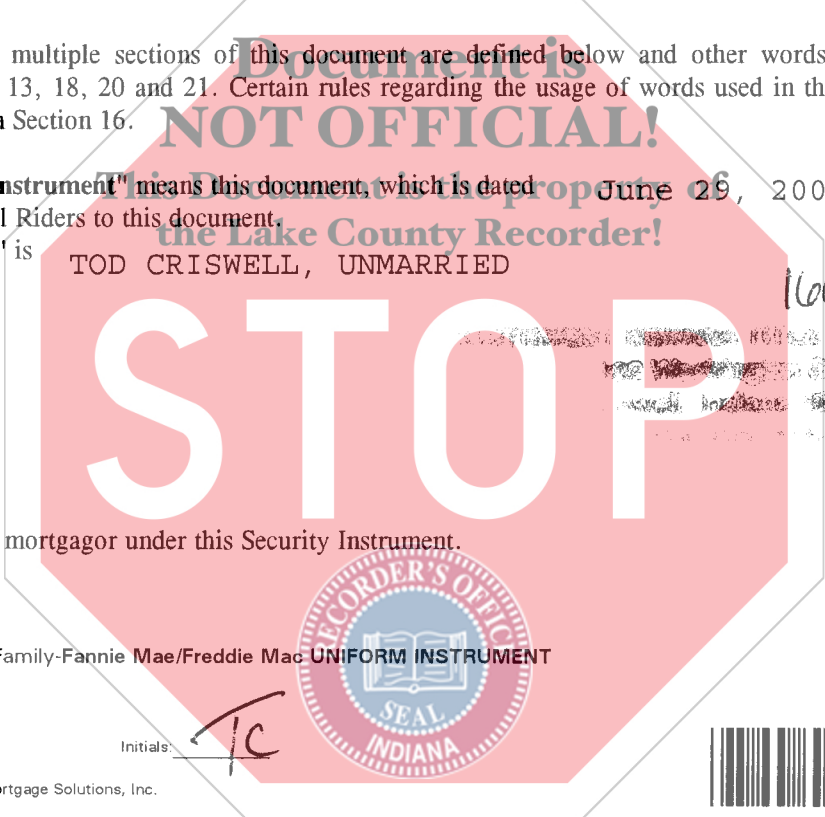 Document is
multiple sections of this document are defined below and other words
13, 18, 20 and 21. Certain rules regarding the usage of words used in th
Section 16.
NOT OFFICIAL!
nstrument" means this document, which is dated June 29, 200
This Document is the property of
l Riders to this document.
the Lake County Recorder!
" is
TOD CRISWELL, UNMARRIED
STOP
mortgagor under this Security Instrument.
RECORDER'S OFFICE
Family-Fannie Mae/Freddie Mac UNIFORM INSTRUMENT
SEAL
INDIANA
Initials: TC
rtgage Solutions, Inc.